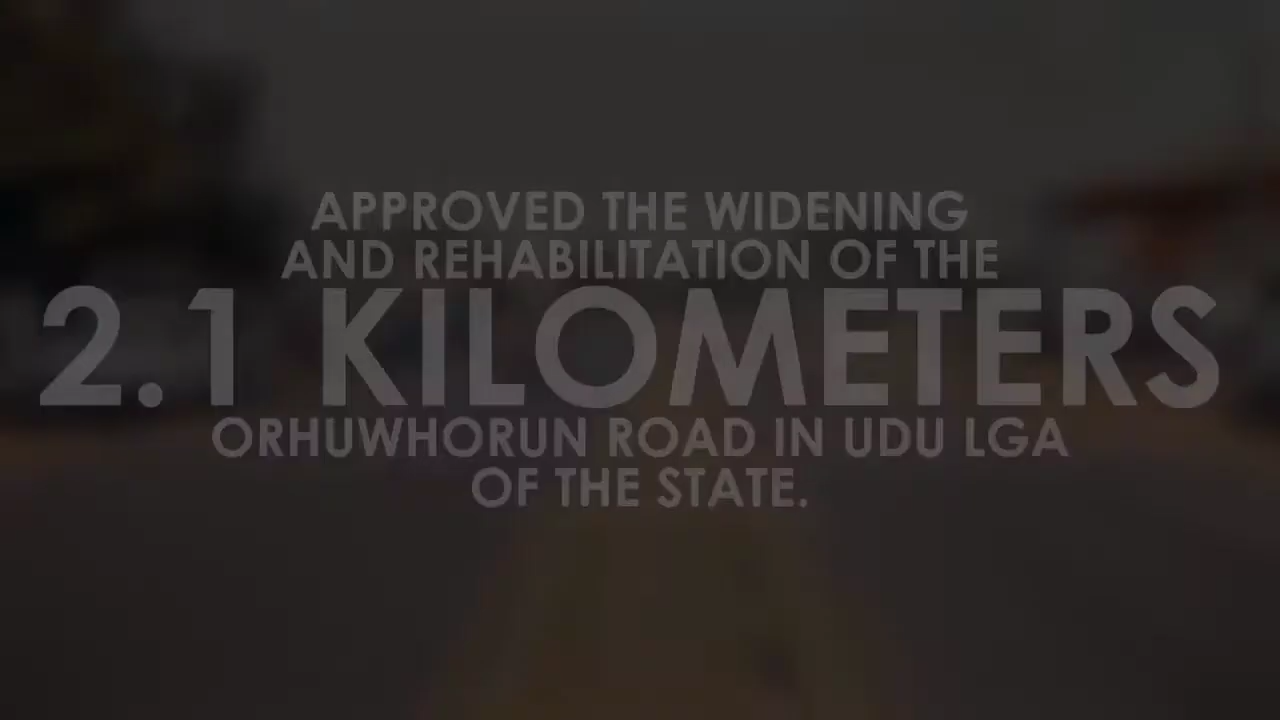 APPROVED THE WIDENING
AND REHABILITATION OF THE
2.1 KILOMETERS
ORHUWHORUN ROAD IN UDU LGA
OF THE STATE.